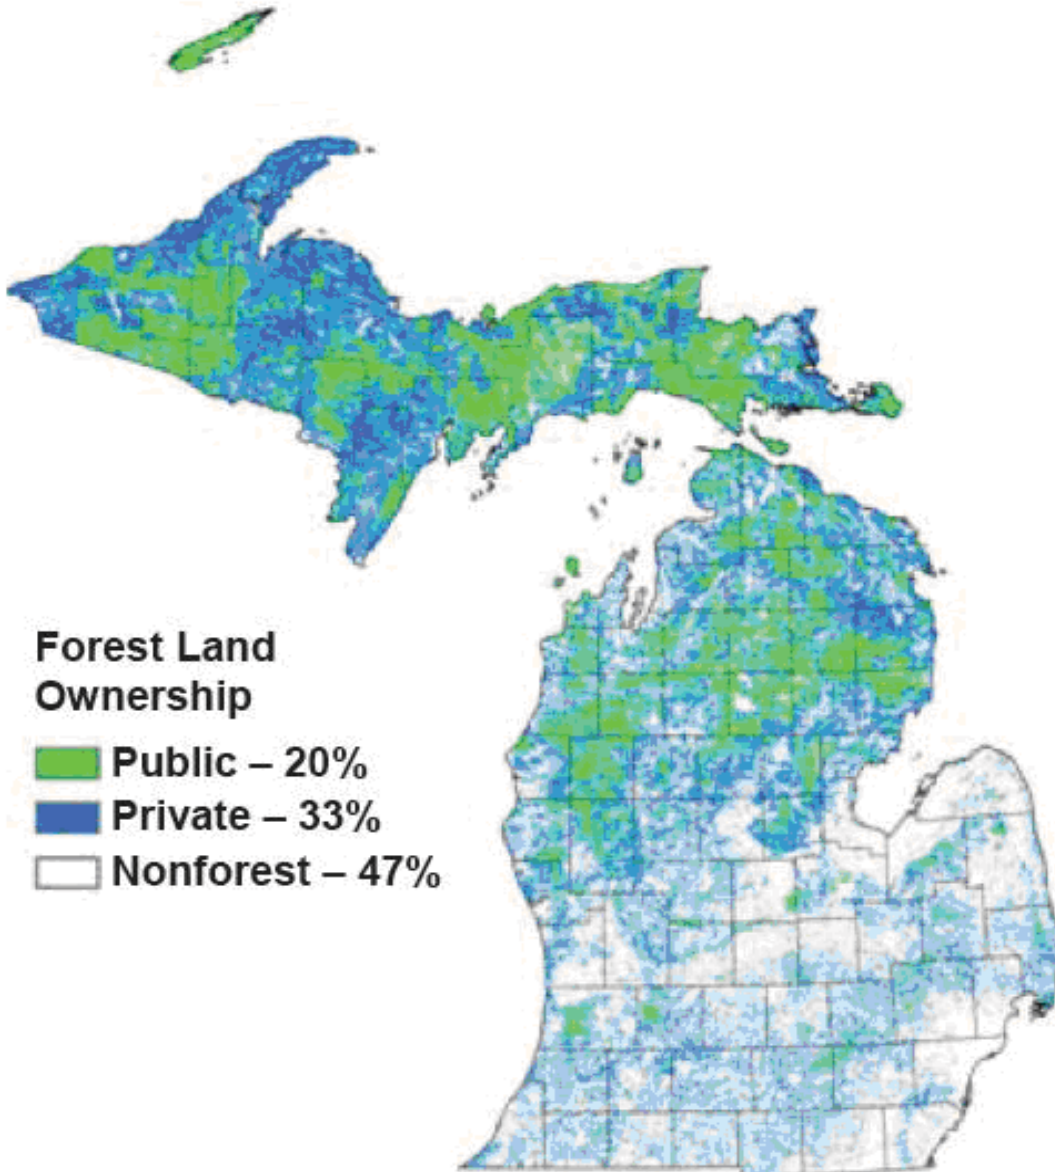 Forest Land
Ownership
Public – 20%
Private – 33%
Nonforest – 47%